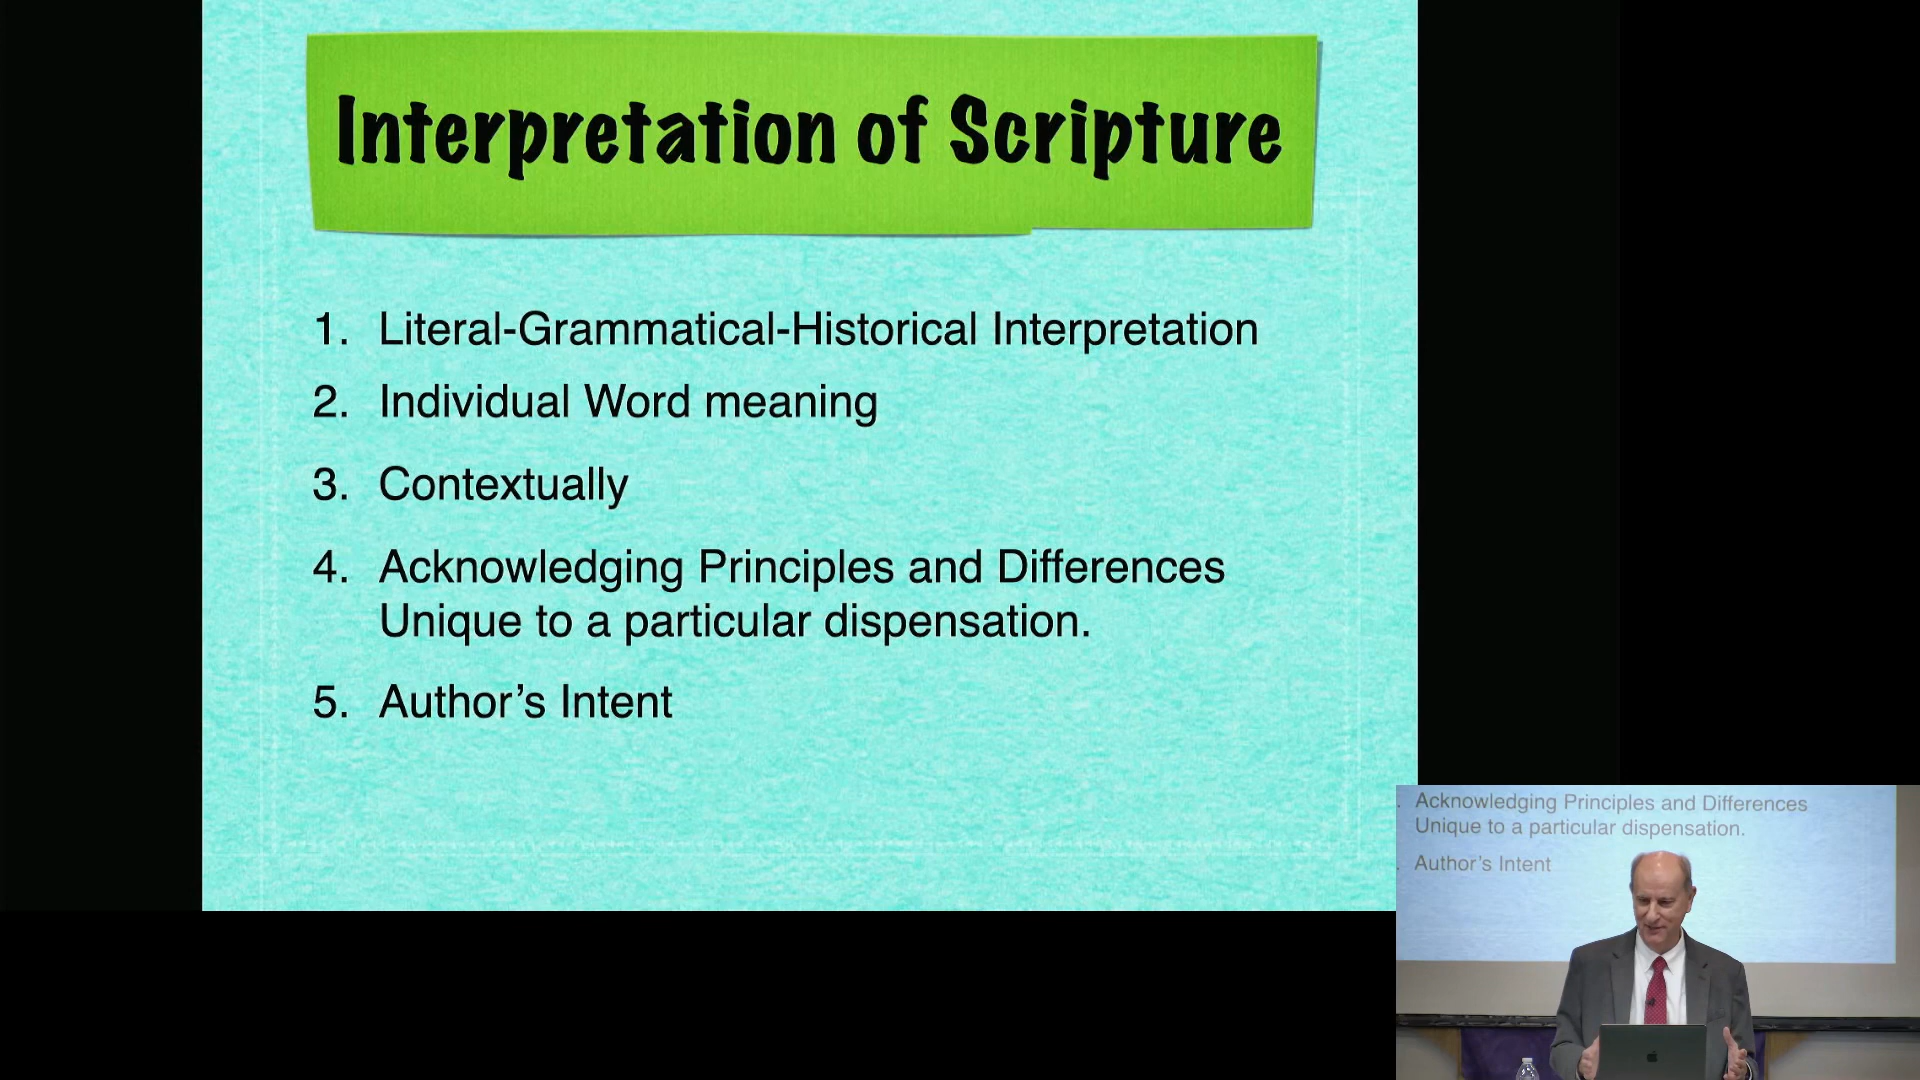 Interpretation of Scripture
1. Literal-Grammatical-Historical Interpretation
2. Individual Word meaning
3. Contextually
4. Acknowledging Principles and Differences
Unique to a particular dispensation.
5. Author’s Intent
Acknowledging Principles and Differences
Unique to a particular dispensation.
Author's Intent